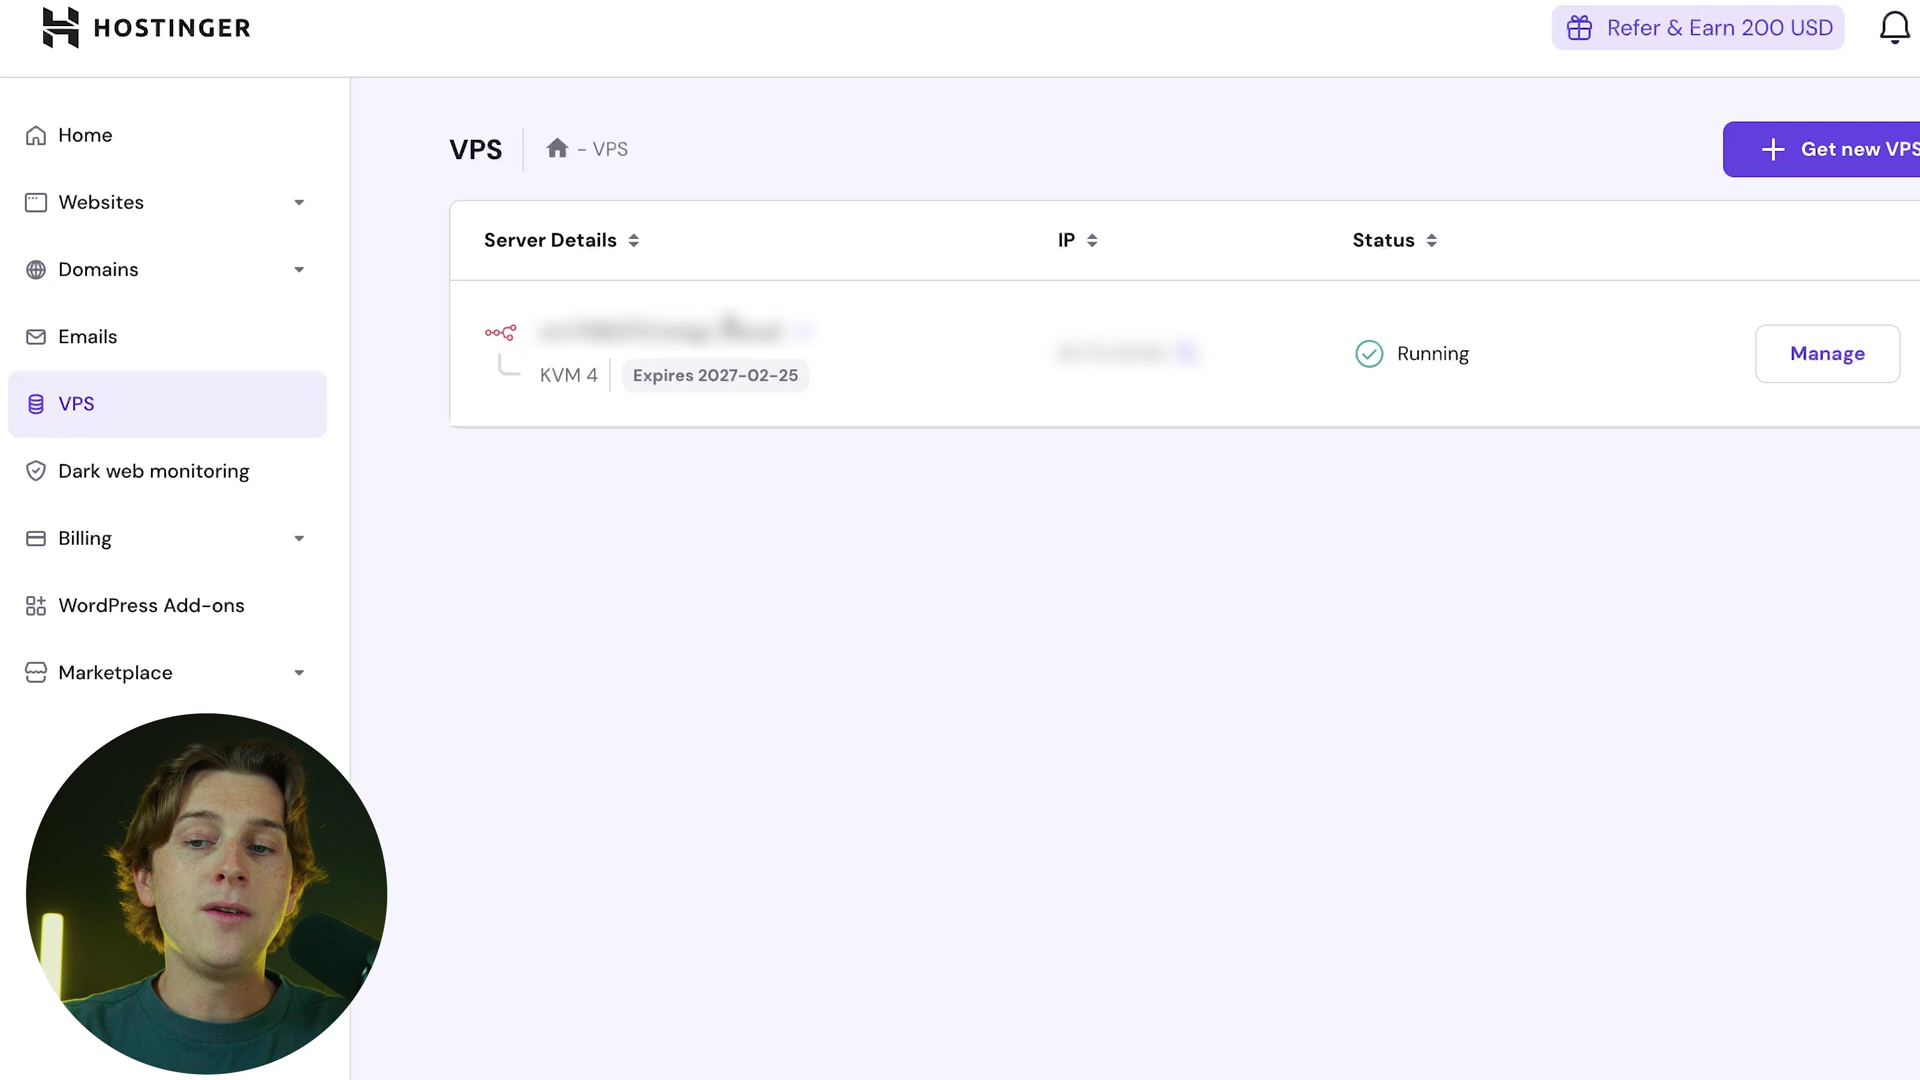 HOSTINGER
Refer & Earn 200 USD
Home
Websites
Domains
Emails
VPS
Dark web monitoring
Billing
WordPress Add-ons
Marketplace
VPS
– VPS
Get new VPS
Server Details
IP
Status
KVM 4
Expires 2027-02-25
Running
Manage